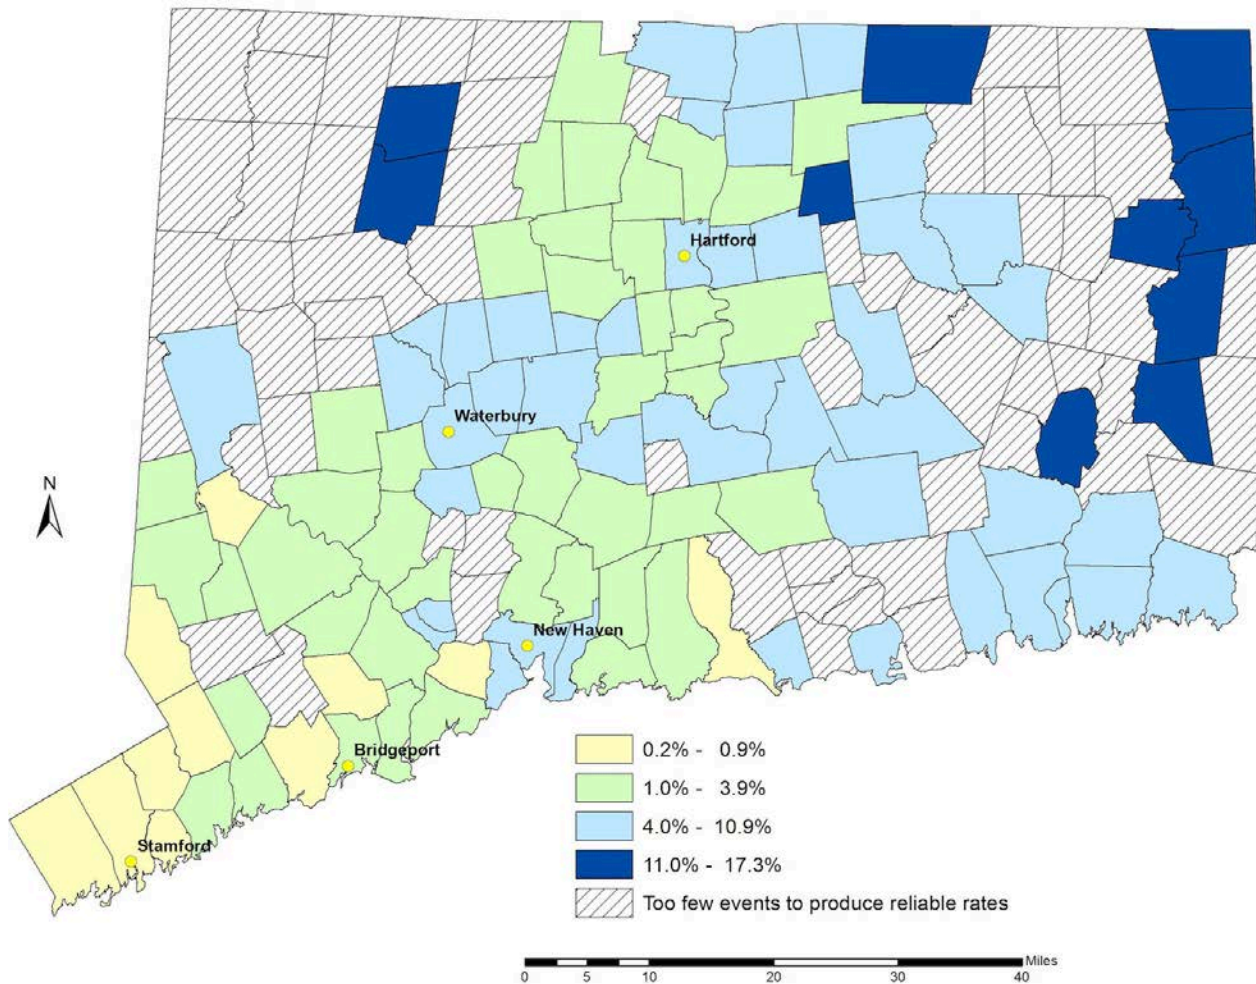 Hartford
Waterbury
N
New Haven
Bridgeport
Stamford
0.2% - 0.9%
1.0% - 3.9%
4.0% - 10.9%
11.0% - 17.3%
Too few events to produce reliable rates
Miles
0 5 10 20 30 40